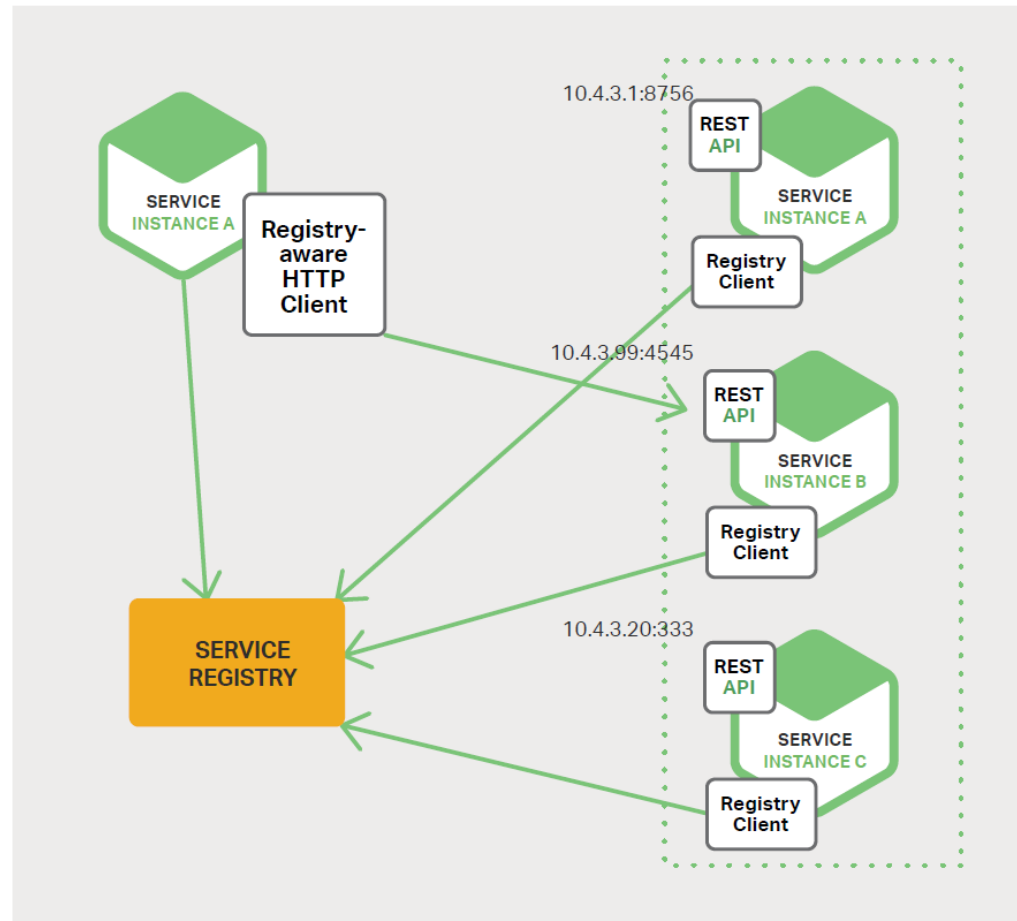 SERVICE
INSTANCE A
Registry-
aware
HTTP
Client
SERVICE
REGISTRY
10.4.3.1:8756
REST
API
SERVICE
INSTANCE A
Registry
Client
10.4.3.99:4545
REST
API
SERVICE
INSTANCE B
Registry
Client
10.4.3.20:333
REST
API
SERVICE
INSTANCE C
Registry
Client